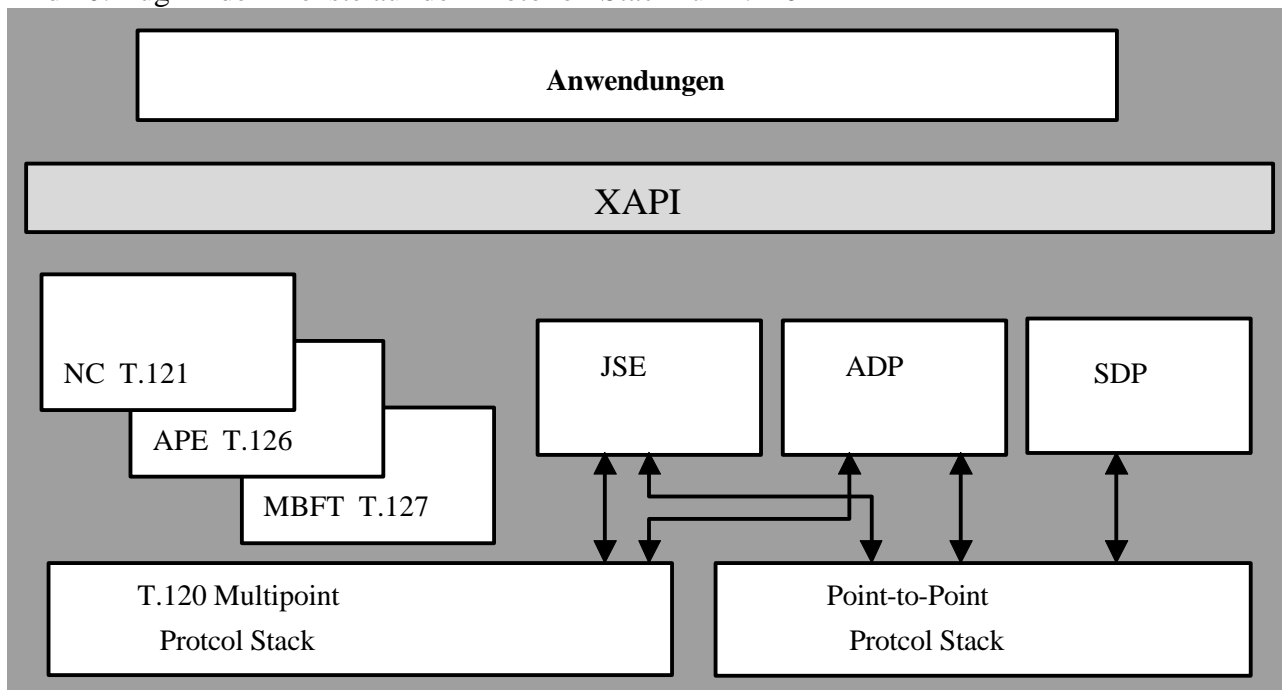 Anwendungen
XAPI
NC T.121
APE T.126
MBFT T.127
JSE
ADP
SDP
T.120 Multipoint
Protcol Stack
Point-to-Point
Protcol Stack